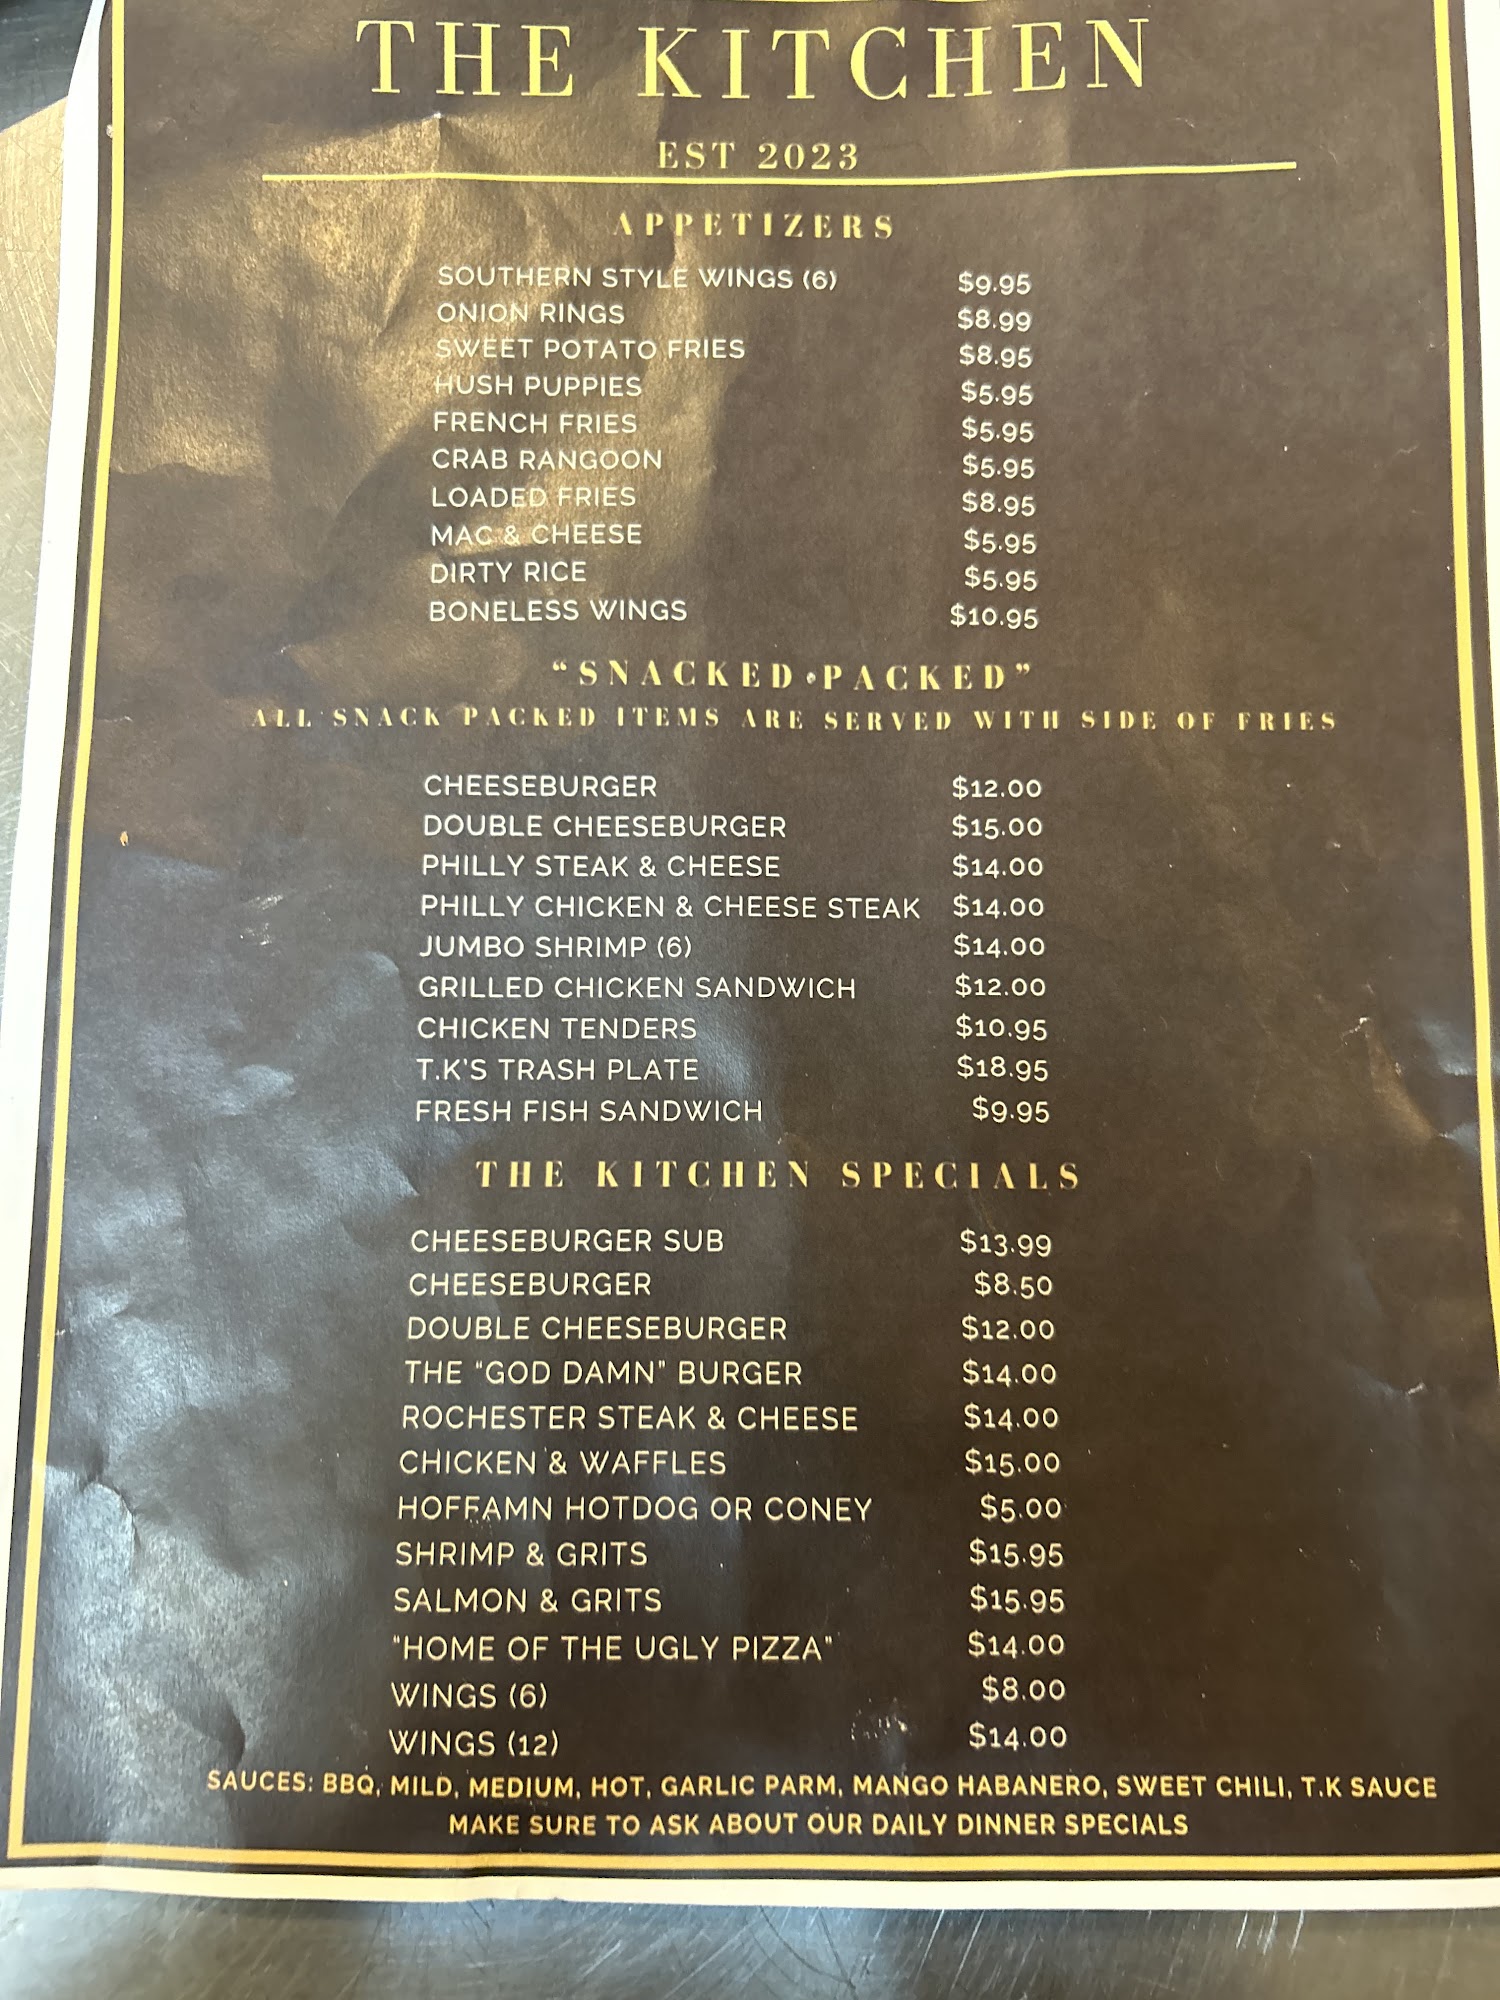 THE KITCHEN
EST 2023
APPETIZERS
SOUTHERN STYLE WINGS (6) $9.95
ONION RINGS $8.99
SWEET POTATO FRIES $8.95
HUSH PUPPIES $5.95
FRENCH FRIES $5.95
CRAB RANGOON $5.95
LOADED FRIES $8.95
MAC & CHEESE $5.95
DIRTY RICE $5.95
BONELESS WINGS $10.95
"SNACKED•PACKED"
ALL SNACK PACKED ITEMS ARE SERVED WITH SIDE OF FRIES
CHEESEBURGER $12.00
DOUBLE CHEESEBURGER $15.00
PHILLY STEAK & CHEESE $14.00
PHILLY CHICKEN & CHEESE STEAK $14.00
JUMBO SHRIMP (6) $14.00
GRILLED CHICKEN SANDWICH $12.00
CHICKEN TENDERS $10.95
T.K'S TRASH PLATE $18.95
FRESH FISH SANDWICH $9.95
THE KITCHEN SPECIALS
CHEESEBURGER SUB $13.99
CHEESEBURGER $8.50
DOUBLE CHEESEBURGER $12.00
THE "GOD DAMN" BURGER $14.00
ROCHESTER STEAK & CHEESE $14.00
CHICKEN & WAFFLES $15.00
HOFFAMN HOTDOG OR CONEY $5.00
SHRIMP & GRITS $15.95
SALMON & GRITS $15.95
"HOME OF THE UGLY PIZZA" $14.00
WINGS (6) $8.00
WINGS (12) $14.00
SAUCES: BBQ, MILD, MEDIUM, HOT, GARLIC PARM, MANGO HABANERO, SWEET CHILI, T.K SAUCE
MAKE SURE TO ASK ABOUT OUR DAILY DINNER SPECIALS